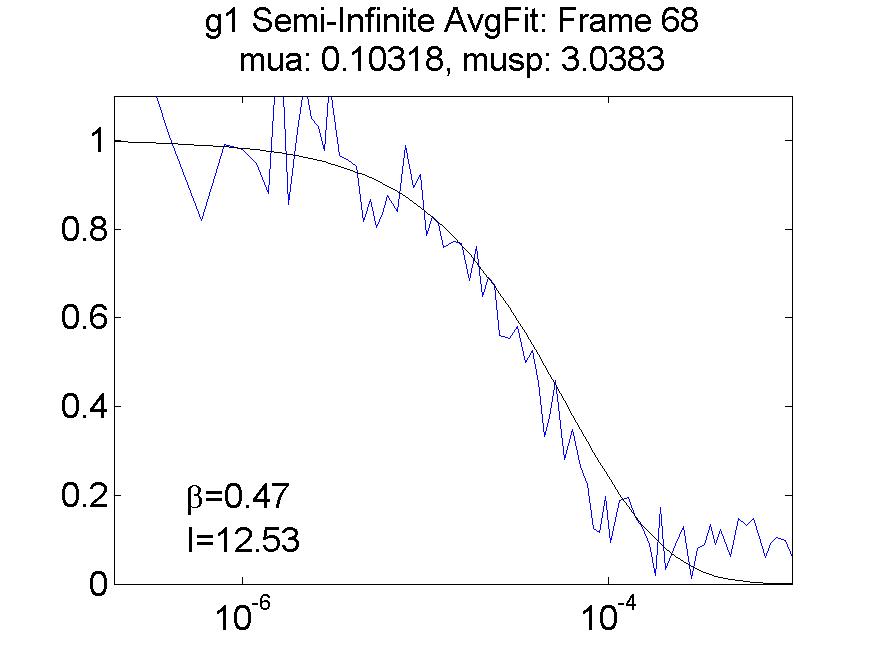 g1 Semi-Infinite AvgFit: Frame 68
mua: 0.10318, musp: 3.0383
1
0.8
0.6
0.4
0.2
0
β=0.47
I=12.53
10^-6
10^-4